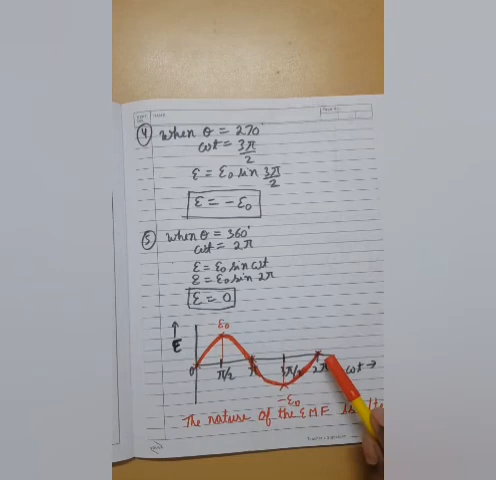 ④ When θ = 270°
ωt = 3π/2
ε = ε₀ sin 3π/2
ε = -ε₀
⑤ When θ = 360°
ωt = 2π
ε = ε₀ sin ωt
ε = ε₀ sin 2π
ε = 0
ε₀
↑
ε
0 π/2 π 3π/2 2π ωt →
-ε₀
The nature of the EMF is